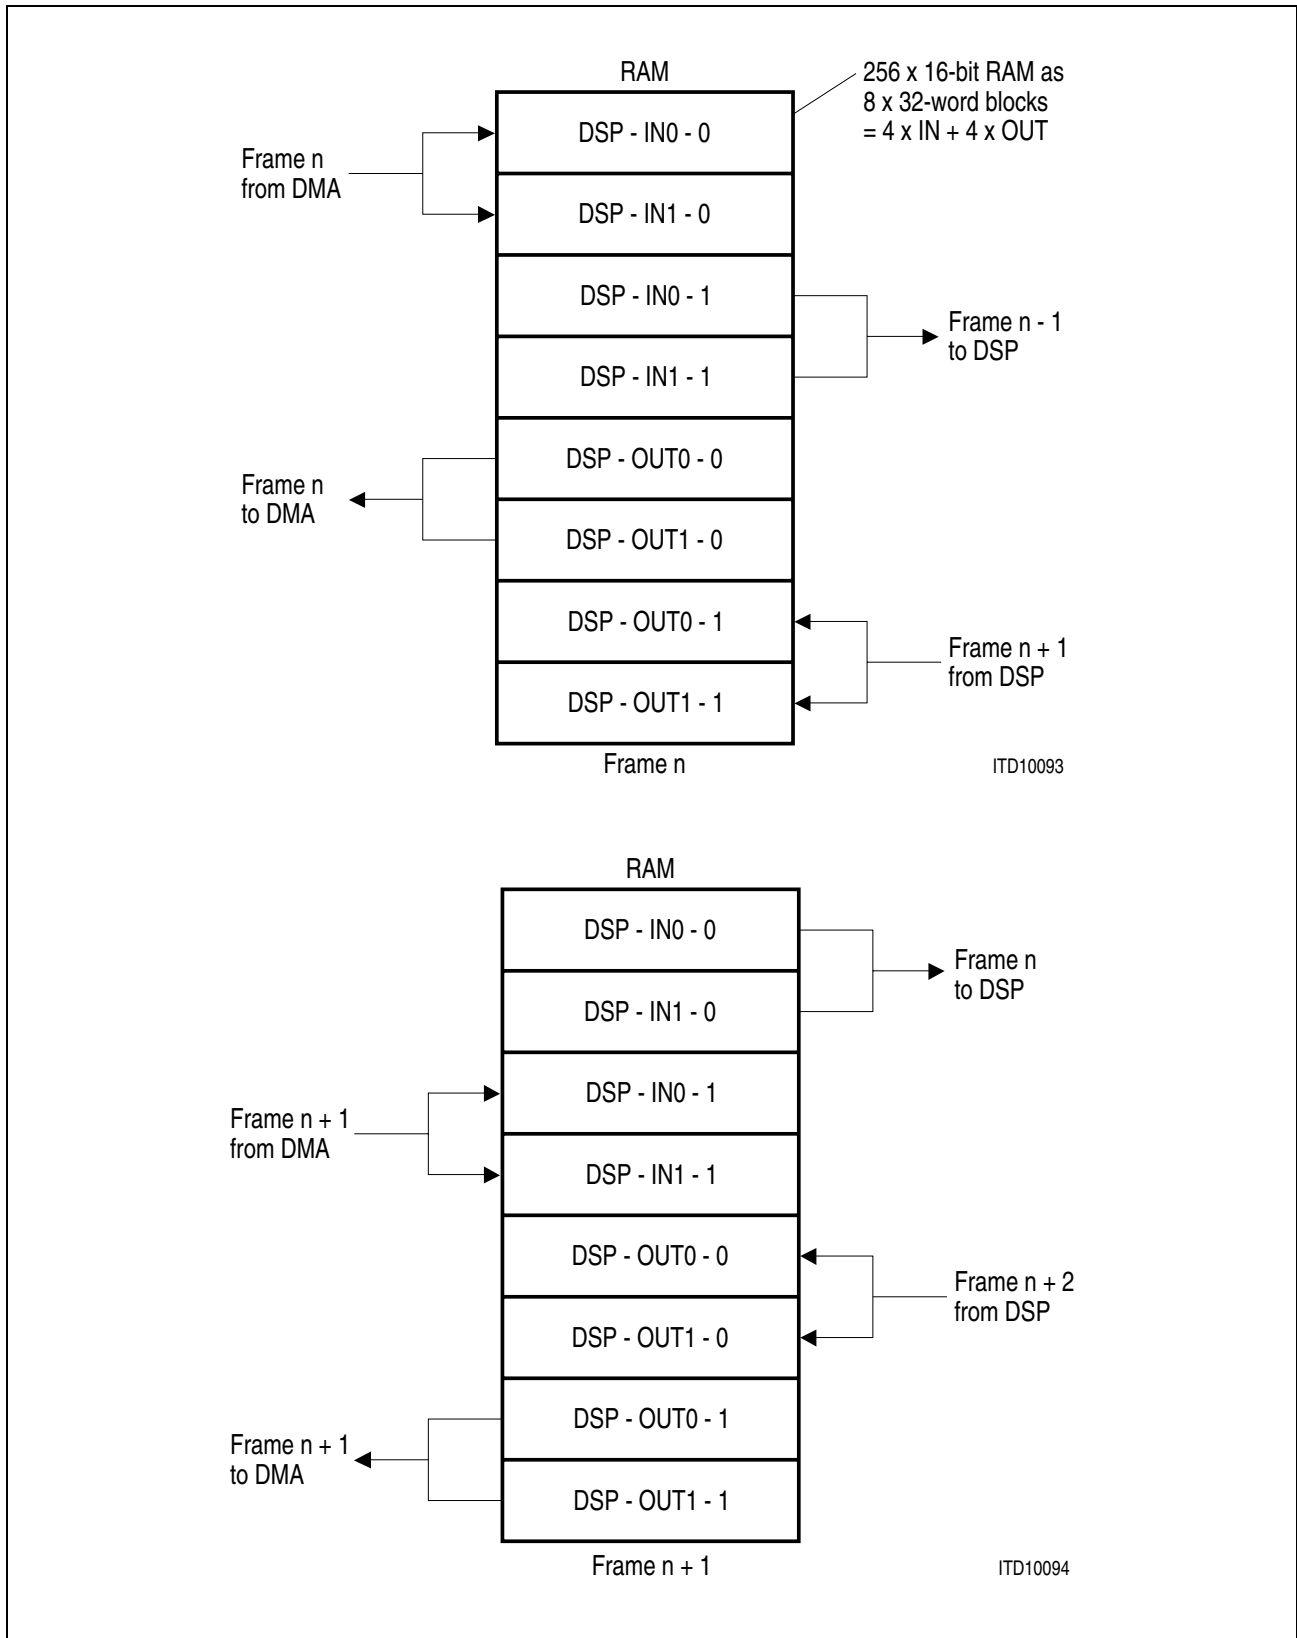 RAM
256 x 16-bit RAM as
8 x 32-word blocks
= 4 x IN + 4 x OUT
DSP - IN0 - 0
Frame n
from DMA
DSP - IN1 - 0
DSP - IN0 - 1
Frame n - 1
to DSP
DSP - IN1 - 1
DSP - OUT0 - 0
Frame n
to DMA
DSP - OUT1 - 0
DSP - OUT0 - 1
Frame n + 1
from DSP
DSP - OUT1 - 1
Frame n
ITD10093
RAM
DSP - IN0 - 0
Frame n
to DSP
DSP - IN1 - 0
DSP - IN0 - 1
Frame n + 1
from DMA
DSP - IN1 - 1
DSP - OUT0 - 0
Frame n + 2
from DSP
DSP - OUT1 - 0
DSP - OUT0 - 1
Frame n + 1
to DMA
DSP - OUT1 - 1
Frame n + 1
ITD10094